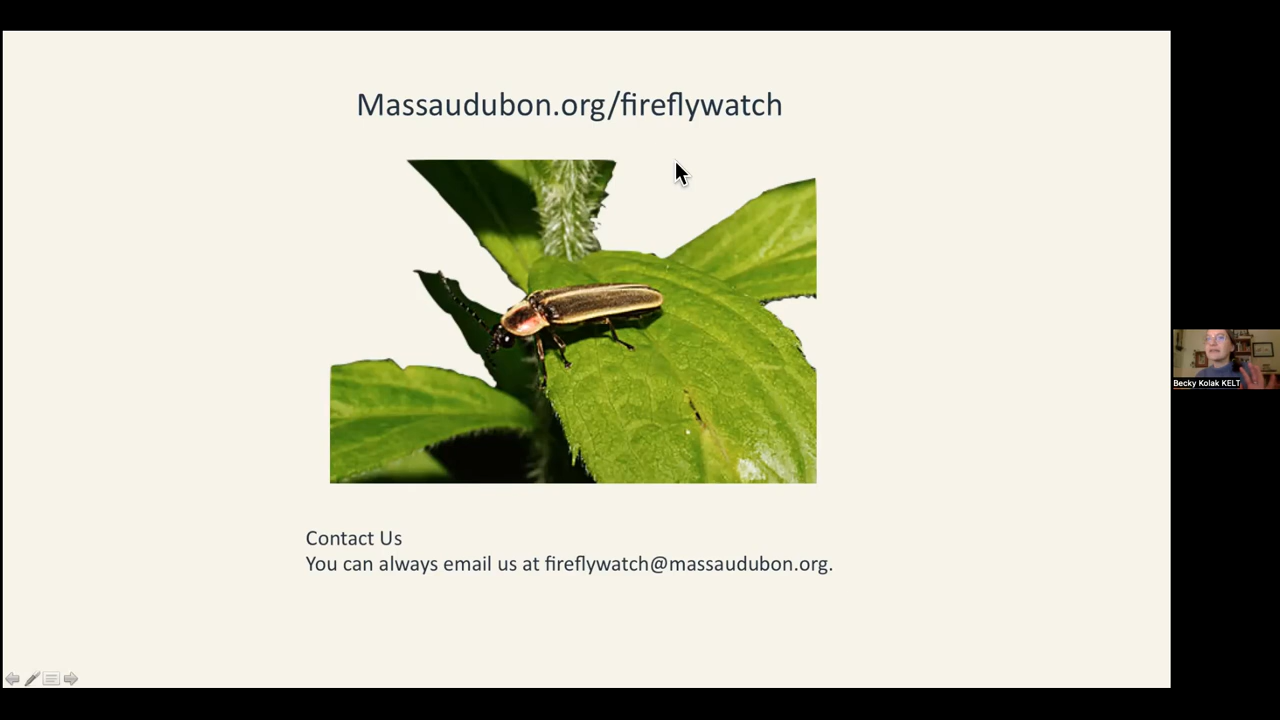 Massaudubon.org/fireflywatch
Becky Kolak KELT
Contact Us
You can always email us at fireflywatch@massaudubon.org.